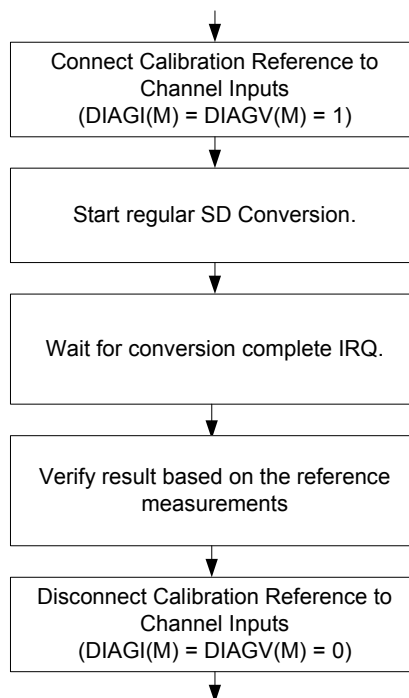 Connect Calibration Reference to
Channel Inputs
(DIAGI(M) = DIAGV(M) = 1)
Start regular SD Conversion.
Wait for conversion complete IRQ.
Verify result based on the reference
measurements
Disconnect Calibration Reference to
Channel Inputs
(DIAGI(M) = DIAGV(M) = 0)